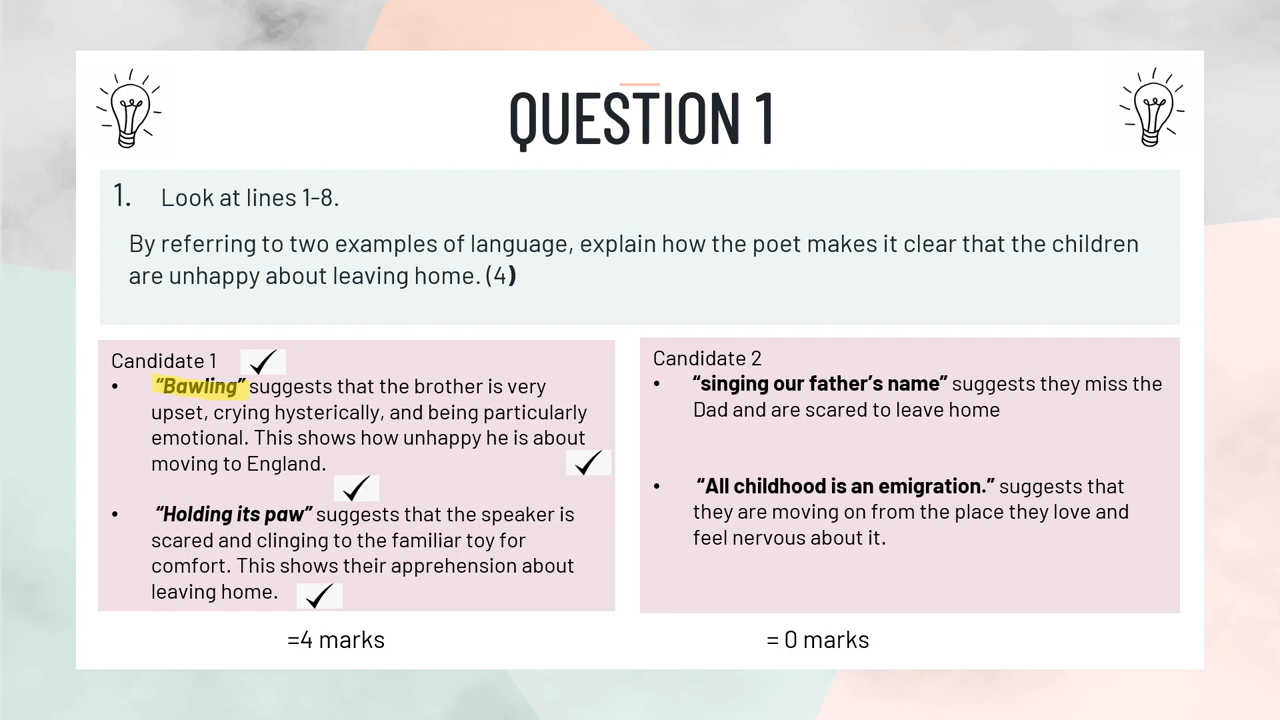 QUESTION 1
1. Look at lines 1-8.
By referring to two examples of language, explain how the poet makes it clear that the children
are unhappy about leaving home. (4)
Candidate 1
• “Bawling” suggests that the brother is very
upset, crying hysterically, and being particularly
emotional. This shows how unhappy he is about
moving to England.
• “Holding its paw” suggests that the speaker is
scared and clinging to the familiar toy for
comfort. This shows their apprehension about
leaving home.
=4 marks
Candidate 2
• “singing our father’s name” suggests they miss the
Dad and are scared to leave home
• “All childhood is an emigration.” suggests that
they are moving on from the place they love and
feel nervous about it.
= 0 marks